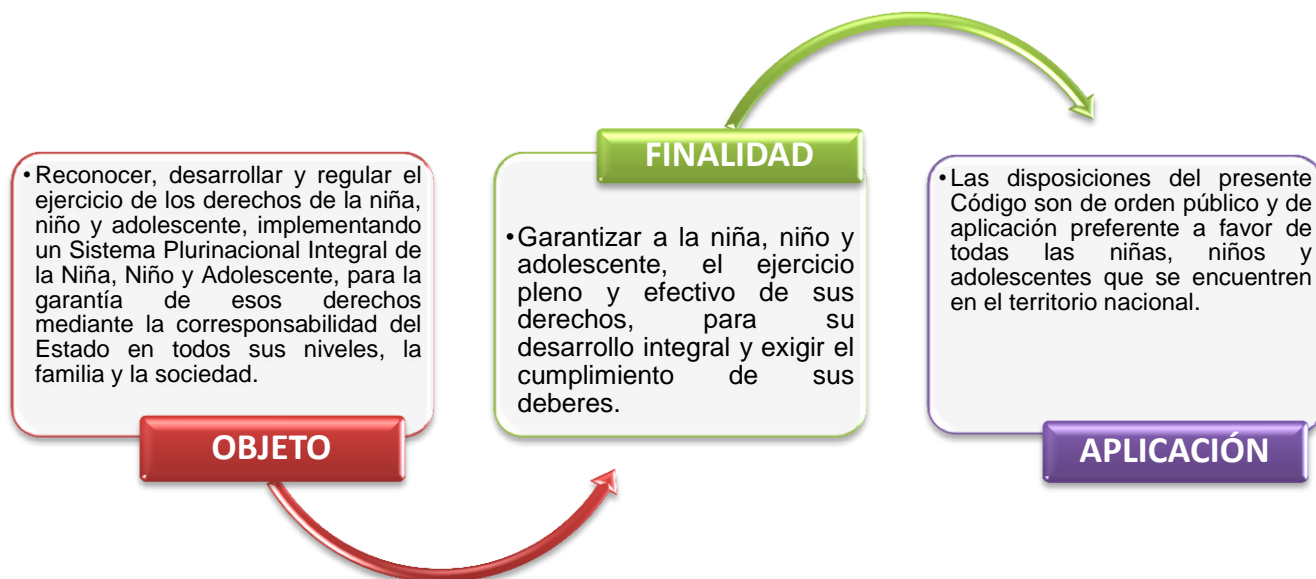 •Reconocer, desarrollar y regular el
ejercicio de los derechos de la niña,
niño y adolescente, implementando
un Sistema Plurinacional Integral de
la Niña, Niño y Adolescente, para la
garantía de esos derechos
mediante la corresponsabilidad del
Estado en todos sus niveles, la
familia y la sociedad.
OBJETO
FINALIDAD
•Garantizar a la niña, niño y
adolescente, el ejercicio
pleno y efectivo de sus
derechos, para su
desarrollo integral y exigir el
cumplimiento de sus
deberes.
•Las disposiciones del presente
Código son de orden público y de
aplicación preferente a favor de
todas las niñas, niños y
adolescentes que se encuentren
en el territorio nacional.
APLICACIÓN